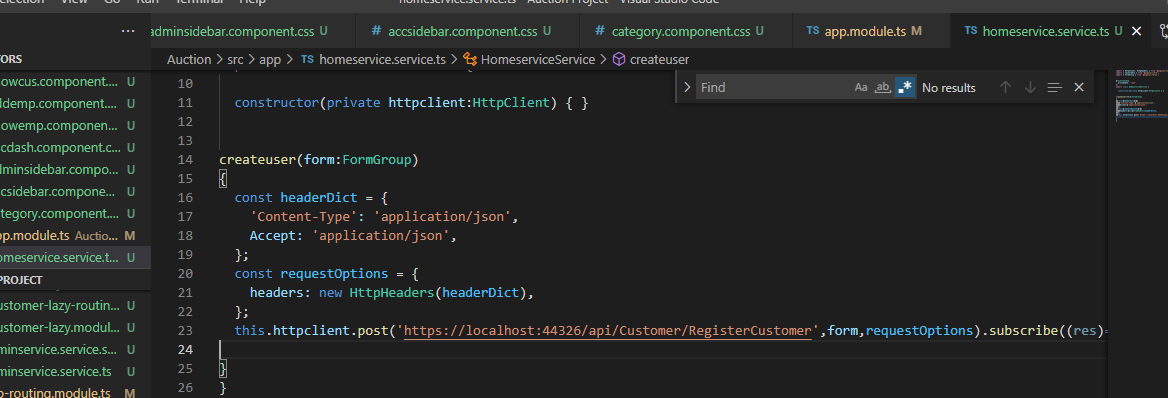 Selection View Go Run Terminal Help homeservice.service.ts - Auction Project - Visual Studio Code
adminsidebar.component.css U # accsidebar.component.css U # category.component.css U TS app.module.ts M TS homeservice.service.ts U
Auction > src > app > TS homeservice.service.ts > HomeserviceService > createuser
ORS
owcus.component.... U
demp.component.... U
owemp.componen... U
cdash.component.c... U
dminsidebar.compo... U
csidebar.compone... U
tegory.component.... U
p.module.ts Auctio... M
omeservice.service.t... U
PROJECT
ustomer-lazy-routin... U
ustomer-lazy.modul... U
minservice.service.s... U
minservice.service.ts U
-routing.module.ts M
Find Aa ab No results
10
11 constructor(private httpclient:HttpClient) { }
12
13
14 createuser(form:FormGroup)
15 {
16 const headerDict = {
17 'Content-Type': 'application/json',
18 Accept: 'application/json',
19 };
20 const requestOptions = {
21 headers: new HttpHeaders(headerDict),
22 };
23 this.httpclient.post('https://localhost:44326/api/Customer/RegisterCustomer',form,requestOptions).subscribe((res)=
24
25 }
26 }